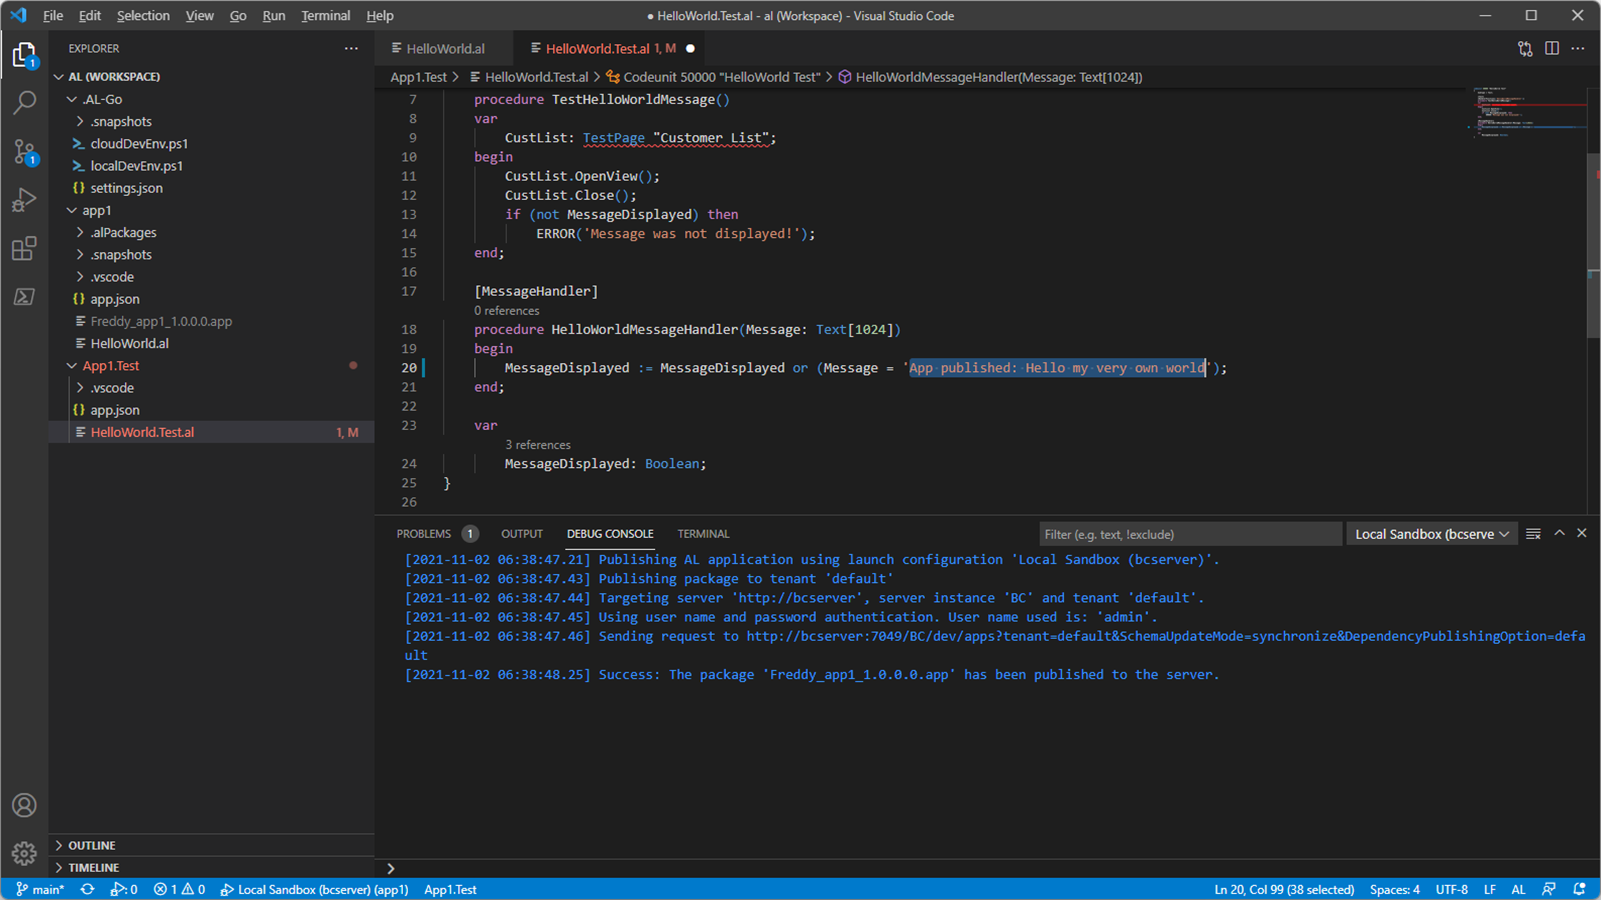 File Edit Selection View Go Run Terminal Help
● HelloWorld.Test.al - al (Workspace) - Visual Studio Code
EXPLORER
AL (WORKSPACE)
.AL-Go
.snapshots
cloudDevEnv.ps1
localDevEnv.ps1
settings.json
app1
.alPackages
.snapshots
.vscode
app.json
Freddy_app1_1.0.0.0.app
HelloWorld.al
App1.Test
.vscode
app.json
HelloWorld.Test.al 1, M
OUTLINE
TIMELINE
1
1
HelloWorld.al
HelloWorld.Test.al 1, M
App1.Test > HelloWorld.Test.al > Codeunit 50000 "HelloWorld Test" > HelloWorldMessageHandler(Message: Text[1024])
7 procedure TestHelloWorldMessage()
8 var
9 CustList: TestPage "Customer List";
10 begin
11 CustList.OpenView();
12 CustList.Close();
13 if (not MessageDisplayed) then
14 ERROR('Message was not displayed!');
15 end;
16
17 [MessageHandler]
0 references
18 procedure HelloWorldMessageHandler(Message: Text[1024])
19 begin
20 MessageDisplayed := MessageDisplayed or (Message = 'App published: Hello my very own world');
21 end;
22
23 var
3 references
24 MessageDisplayed: Boolean;
25 }
26
PROBLEMS 1 OUTPUT DEBUG CONSOLE TERMINAL
Filter (e.g. text, !exclude)
Local Sandbox (bcserve
[2021-11-02 06:38:47.21] Publishing AL application using launch configuration 'Local Sandbox (bcserver)'.
[2021-11-02 06:38:47.43] Publishing package to tenant 'default'
[2021-11-02 06:38:47.44] Targeting server 'http://bcserver', server instance 'BC' and tenant 'default'.
[2021-11-02 06:38:47.45] Using user name and password authentication. User name used is: 'admin'.
[2021-11-02 06:38:47.46] Sending request to http://bcserver:7049/BC/dev/apps?tenant=default&SchemaUpdateMode=synchronize&DependencyPublishingOption=defa
ult
[2021-11-02 06:38:48.25] Success: The package 'Freddy_app1_1.0.0.0.app' has been published to the server.
main* 0 1 0 Local Sandbox (bcserver) (app1) App1.Test
Ln 20, Col 99 (38 selected) Spaces: 4 UTF-8 LF AL